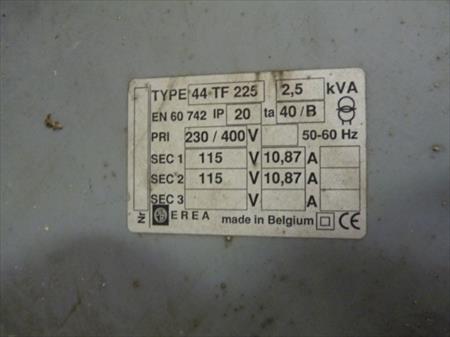 TYPE 44 TF 225 2,5 kVA
EN 60 742 IP 20 ta 40/B
PRI 230 / 400 V 50-60 Hz
SEC 1 115 V 10,87 A
SEC 2 115 V 10,87 A
SEC 3 V A
Nr EREA made in Belgium CE